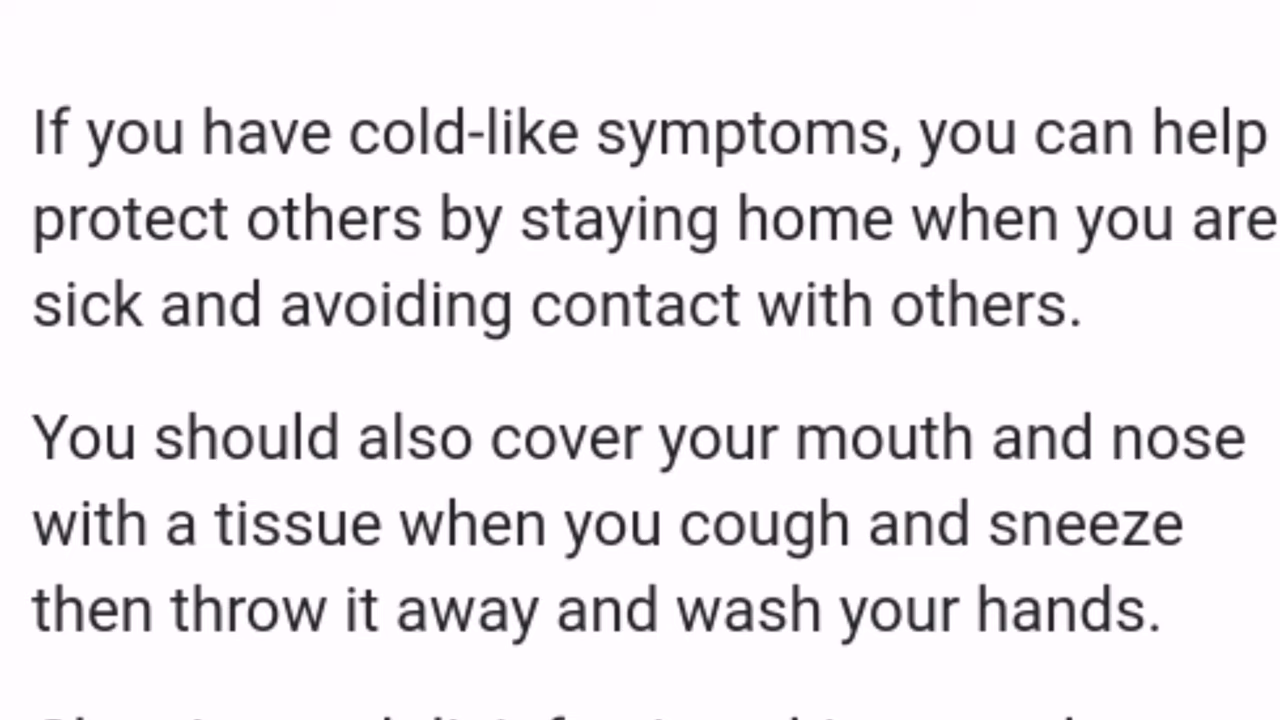 If you have cold-like symptoms, you can help
protect others by staying home when you are
sick and avoiding contact with others.
You should also cover your mouth and nose
with a tissue when you cough and sneeze
then throw it away and wash your hands.